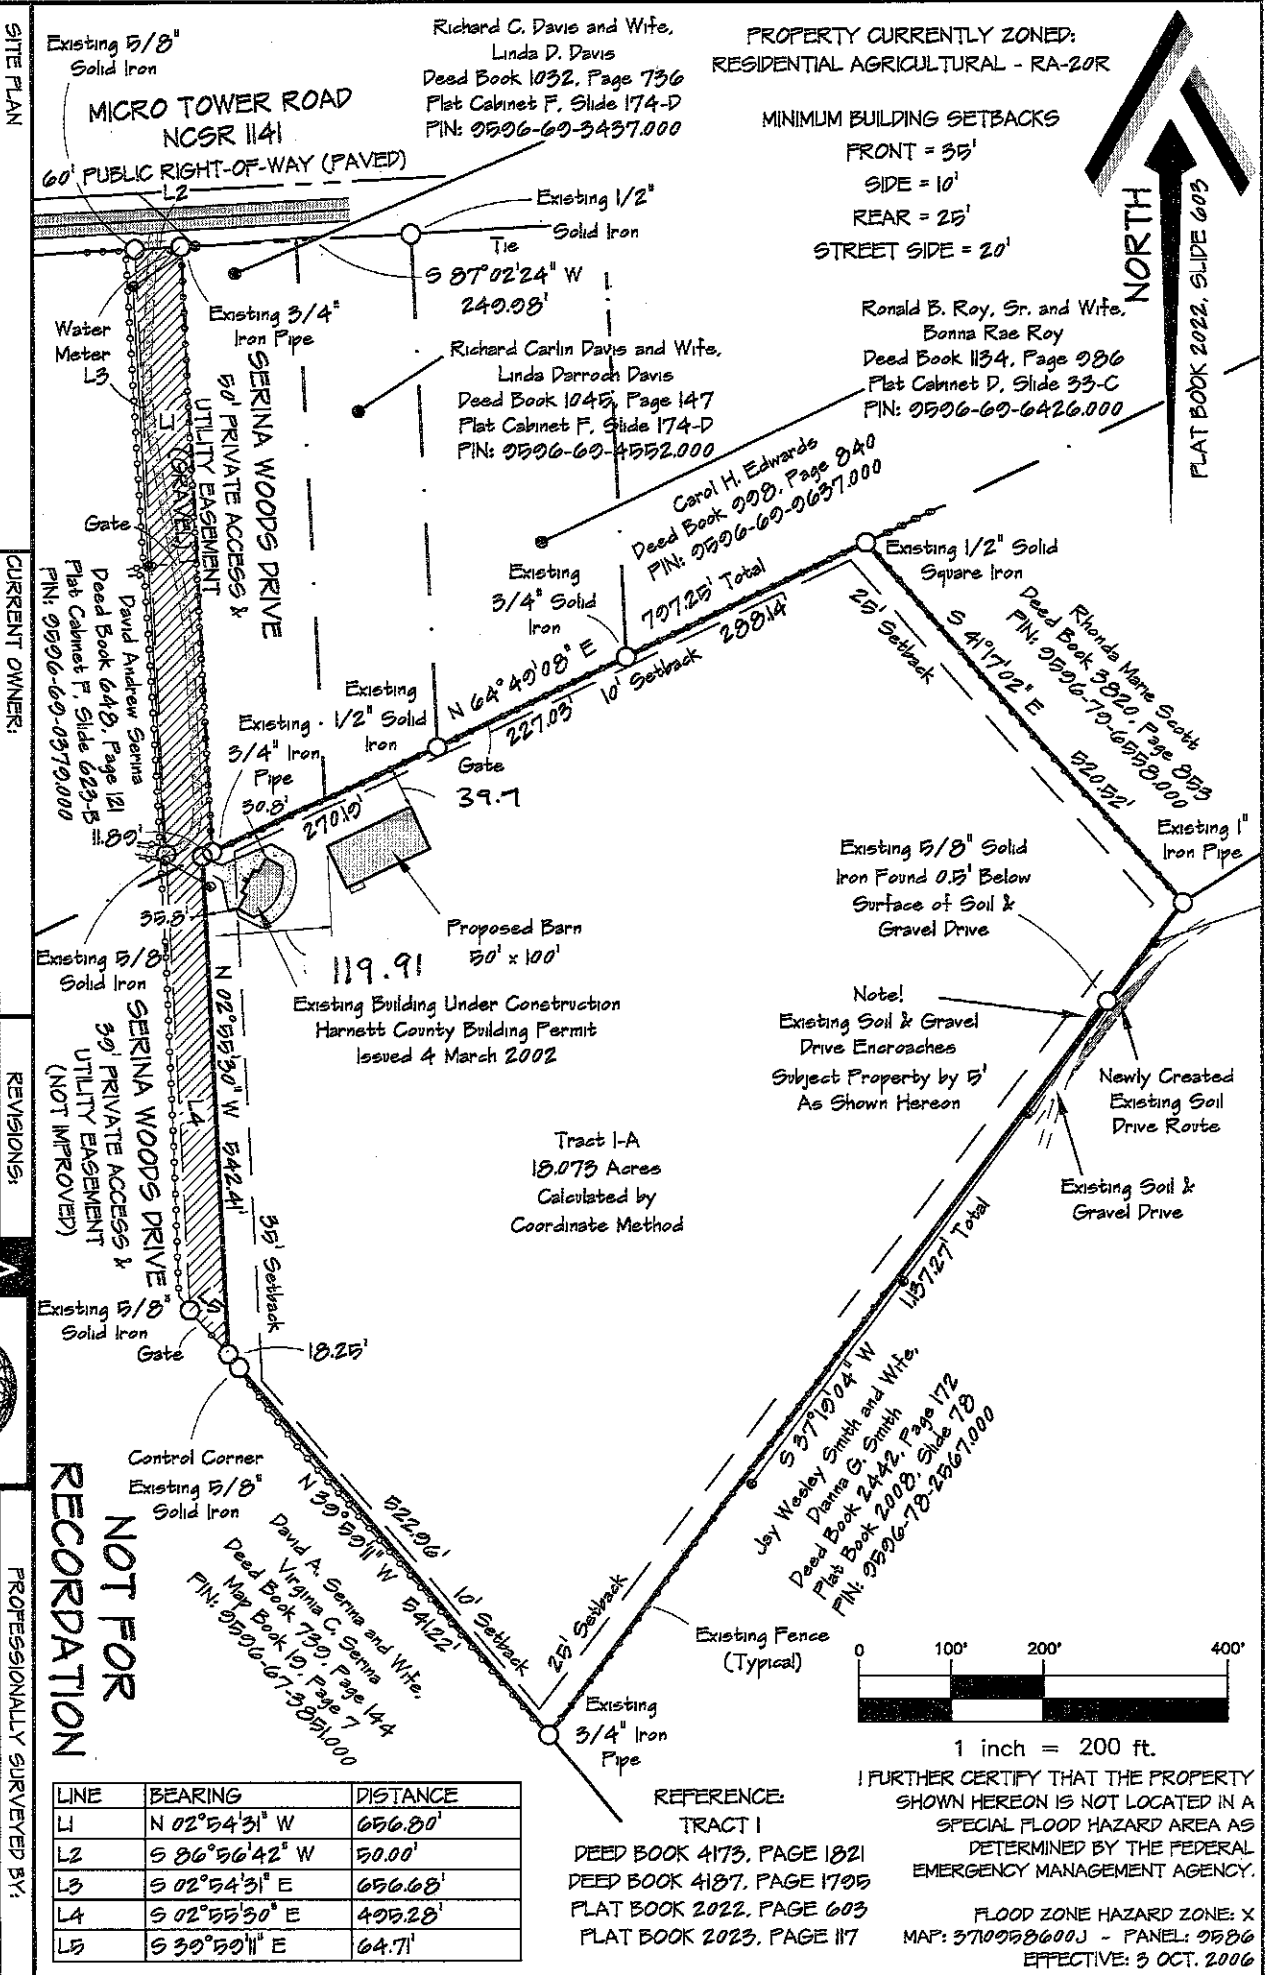 SITE PLAN
CURRENT OWNER:
REVISIONS:
PROFESSIONALLY SURVEYED BY:
Existing 5/8"
Solid Iron
MICRO TOWER ROAD
NCSR 1141
60' PUBLIC RIGHT-OF-WAY (PAVED)
L2
Richard C. Davis and Wife,
Linda D. Davis
Deed Book 1032, Page 736
Plat Cabinet F, Slide 174-D
PIN: 9596-69-3437.000
PROPERTY CURRENTLY ZONED:
RESIDENTIAL AGRICULTURAL - RA-20R
MINIMUM BUILDING SETBACKS
FRONT = 35'
SIDE = 10'
REAR = 25'
STREET SIDE = 20'
NORTH
PLAT BOOK 2022, SLIDE 603
Existing 1/2"
Solid Iron
Tie
S 87°02'24" W
249.98'
Existing 3/4"
Iron Pipe
Water
Meter
L3
L1
(GRAVEL)
Gate
SERINA WOODS DRIVE
50' PRIVATE ACCESS &
UTILITY EASEMENT
Richard Carlin Davis and Wife,
Linda Darroch Davis
Deed Book 1045, Page 147
Plat Cabinet F, Slide 174-D
PIN: 9596-69-4552.000
Ronald B. Roy, Sr. and Wife,
Bonna Rae Roy
Deed Book 1134, Page 986
Plat Cabinet D, Slide 33-C
PIN: 9596-69-6426.000
Carol H. Edwards
Deed Book 998, Page 840
PIN: 9596-69-9637.000
David Andrew Serina
Deed Book 648, Page 121
Plat Cabinet F, Slide 623-B
PIN: 9596-69-0379.000
Existing
3/4" Solid
Iron
797.25' Total
288.14'
Existing 1/2" Solid
Square Iron
25' Setback
S 41°17'02" E
520.52'
Rhonda Marie Scott
Deed Book 3820, Page 853
PIN: 9596-79-6558.000
N 64°49'08" E
10' Setback
227.03'
Existing
1/2" Solid
Iron
Existing
3/4" Iron
Pipe
30.8'
270.19'
Gate
39.7
11.89'
35.8'
Existing 5/8"
Solid Iron
Proposed Barn
50' x 100'
119.91
Existing Building Under Construction
Harnett County Building Permit
Issued 4 March 2002
Existing 5/8" Solid
Iron Found 0.5' Below
Surface of Soil &
Gravel Drive
Existing 1"
Iron Pipe
Note!
Existing Soil & Gravel
Drive Encroaches
Subject Property by 5'
As Shown Hereon
Newly Created
Existing Soil
Drive Route
Existing Soil &
Gravel Drive
N 02°55'30" W 542.41'
SERINA WOODS DRIVE
39' PRIVATE ACCESS &
UTILITY EASEMENT
(NOT IMPROVED)
L4
35' Setback
Tract 1-A
18.073 Acres
Calculated by
Coordinate Method
1,137.27' Total
S 37°19'04" W
Jay Wesley Smith and Wife,
Dianna G. Smith
Deed Book 2442, Page 172
Plat Book 2008, Slide 78
PIN: 9596-78-2567.000
Existing 5/8"
Solid Iron
L5
Gate
18.25'
Control Corner
Existing 5/8"
Solid Iron
522.96'
N 39°59'11" W 541.22'
10' Setback
David A. Serina and Wife,
Virginia C. Serina
Deed Book 739, Page 144
Map Book 19, Page 7
PIN: 9596-67-3851.000
NOT FOR
RECORDATION
25' Setback
Existing Fence
(Typical)
Existing
3/4" Iron
Pipe
0 100' 200' 400'
1 inch = 200 ft.
LINE BEARING DISTANCE
L1 N 02°54'31" W 656.80'
L2 S 86°56'42" W 50.00'
L3 S 02°54'31" E 656.68'
L4 S 02°55'30" E 495.28'
L5 S 39°59'11" E 64.71'
REFERENCE:
TRACT 1
DEED BOOK 4173, PAGE 1821
DEED BOOK 4187, PAGE 1795
PLAT BOOK 2022, PAGE 603
PLAT BOOK 2023, PAGE 117
I FURTHER CERTIFY THAT THE PROPERTY
SHOWN HEREON IS NOT LOCATED IN A
SPECIAL FLOOD HAZARD AREA AS
DETERMINED BY THE FEDERAL
EMERGENCY MANAGEMENT AGENCY.
FLOOD ZONE HAZARD ZONE: X
MAP: 3710958600J - PANEL: 9586
EFFECTIVE: 3 OCT. 2006